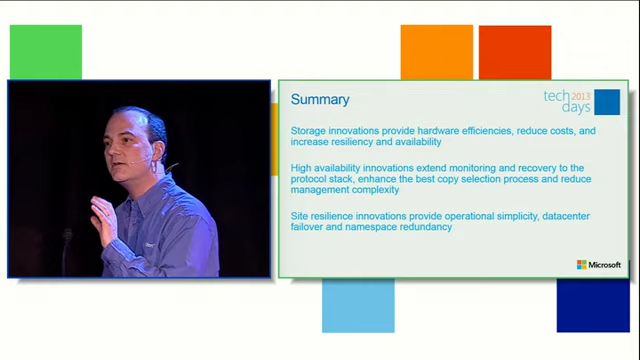 Summary
tech 2013
days
Storage innovations provide hardware efficiencies, reduce costs, and
increase resiliency and availability
High availability innovations extend monitoring and recovery to the
protocol stack, enhance the best copy selection process and reduce
management complexity
Site resilience innovations provide operational simplicity, datacenter
failover and namespace redundancy
Microsoft